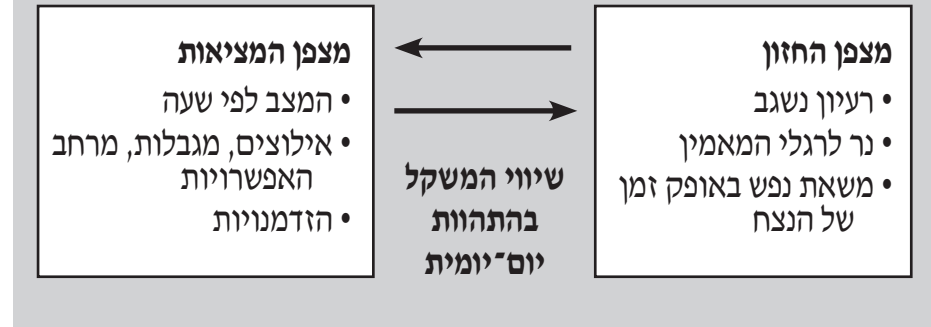 מצפן החזון
• רעיון נשגב
• נר לרגלי המאמין
• משאת נפש באופק זמן
של הנצח
שיווי המשקל
בהתהוות
יום־יומית
מצפן המציאות
• המצב לפי שעה
• אילוצים, מגבלות, מרחב
האפשרויות
• הזדמנויות